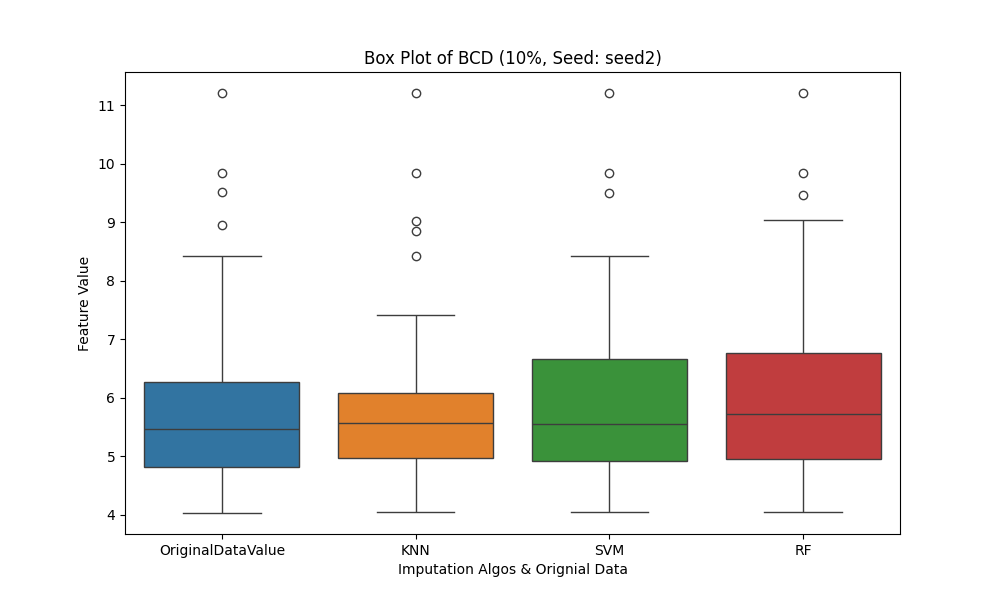 Box Plot of BCD (10%, Seed: seed2)
11
10
9
8
7
6
5
4
Feature Value
OriginalDataValue KNN SVM RF
Imputation Algos & Orignial Data